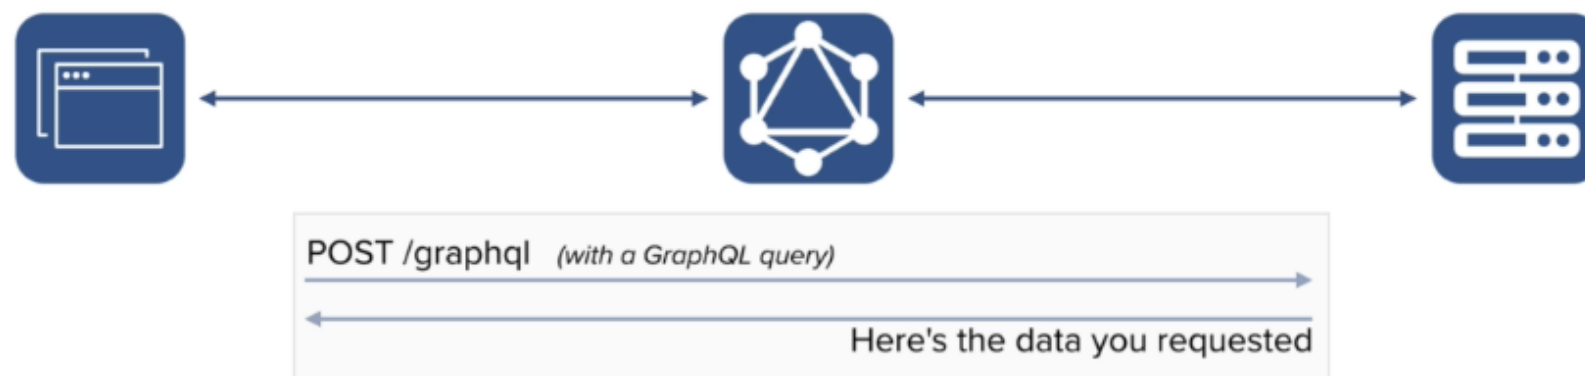 POST /graphql (with a GraphQL query)
Here's the data you requested